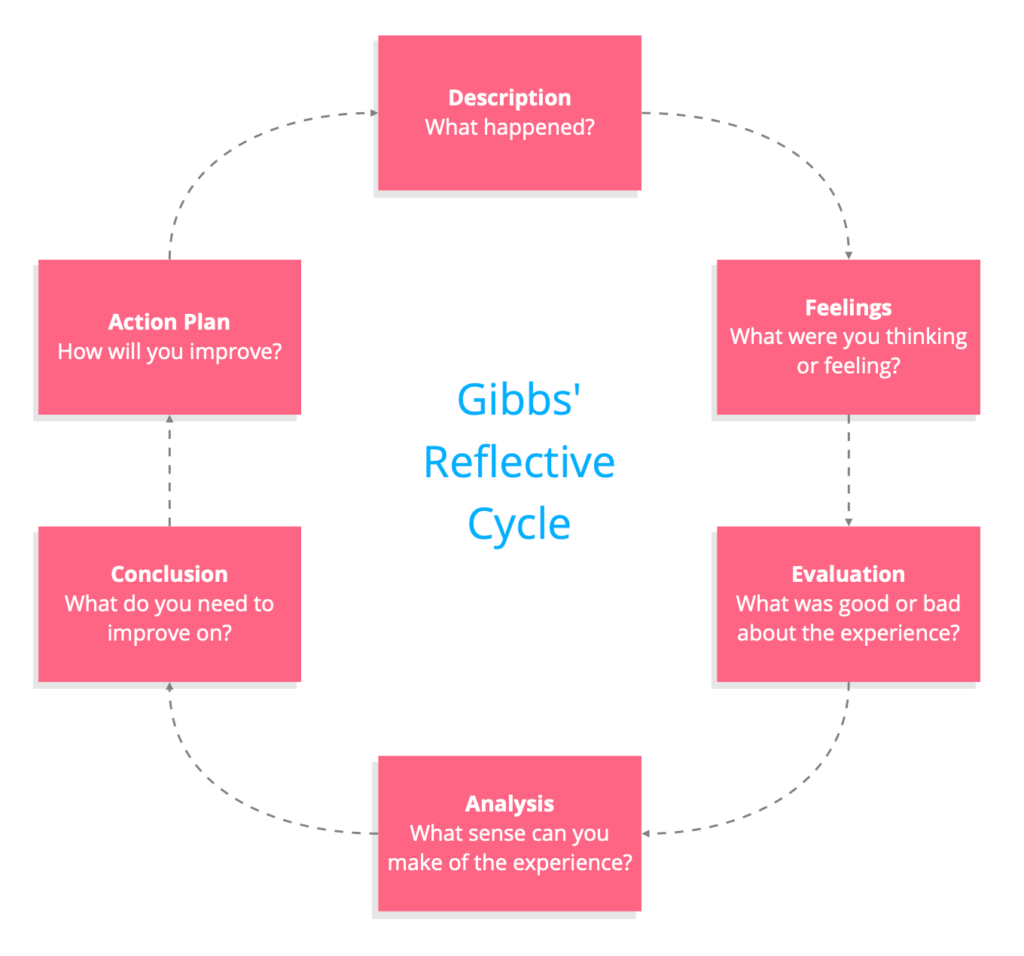 Description
What happened?
Feelings
What were you thinking
or feeling?
Evaluation
What was good or bad
about the experience?
Analysis
What sense can you
make of the experience?
Conclusion
What do you need to
improve on?
Action Plan
How will you improve?
Gibbs'
Reflective
Cycle